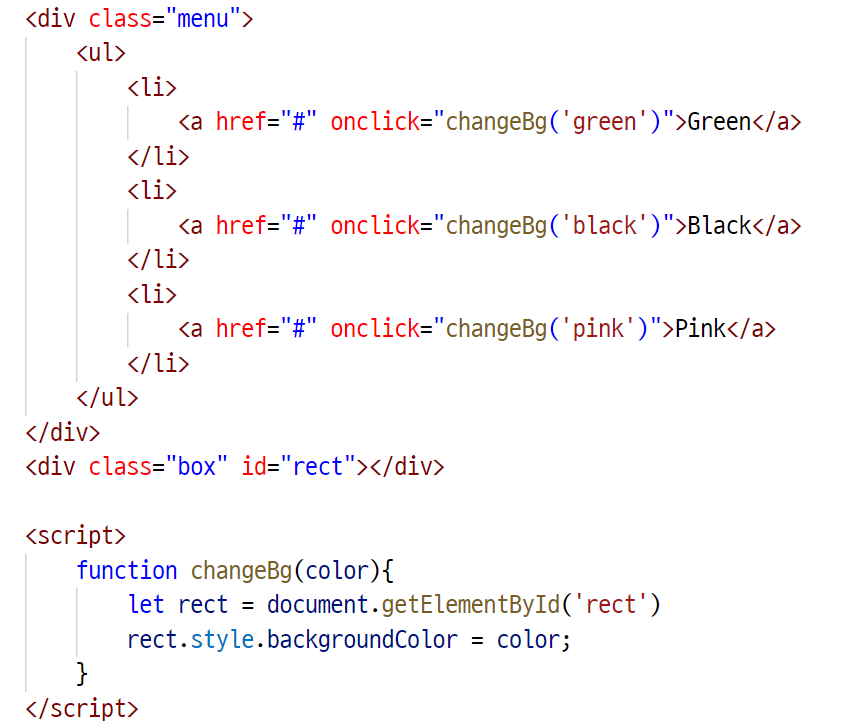 <div class="menu">
    <ul>
        <li>
            <a href="#" onclick="changeBg('green')">Green</a>
        </li>
        <li>
            <a href="#" onclick="changeBg('black')">Black</a>
        </li>
        <li>
            <a href="#" onclick="changeBg('pink')">Pink</a>
        </li>
    </ul>
</div>
<div class="box" id="rect"></div>

<script>
    function changeBg(color){
        let rect = document.getElementById('rect')
        rect.style.backgroundColor = color;
    }
</script>